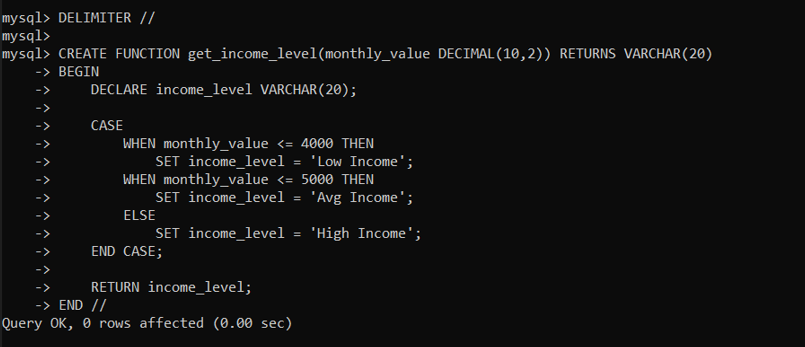 mysql> DELIMITER //
mysql>
mysql> CREATE FUNCTION get_income_level(monthly_value DECIMAL(10,2)) RETURNS VARCHAR(20)
    -> BEGIN
    ->     DECLARE income_level VARCHAR(20);
    ->
    ->     CASE
    ->         WHEN monthly_value <= 4000 THEN
    ->             SET income_level = 'Low Income';
    ->         WHEN monthly_value <= 5000 THEN
    ->             SET income_level = 'Avg Income';
    ->         ELSE
    ->             SET income_level = 'High Income';
    ->     END CASE;
    ->
    ->     RETURN income_level;
    -> END //
Query OK, 0 rows affected (0.00 sec)